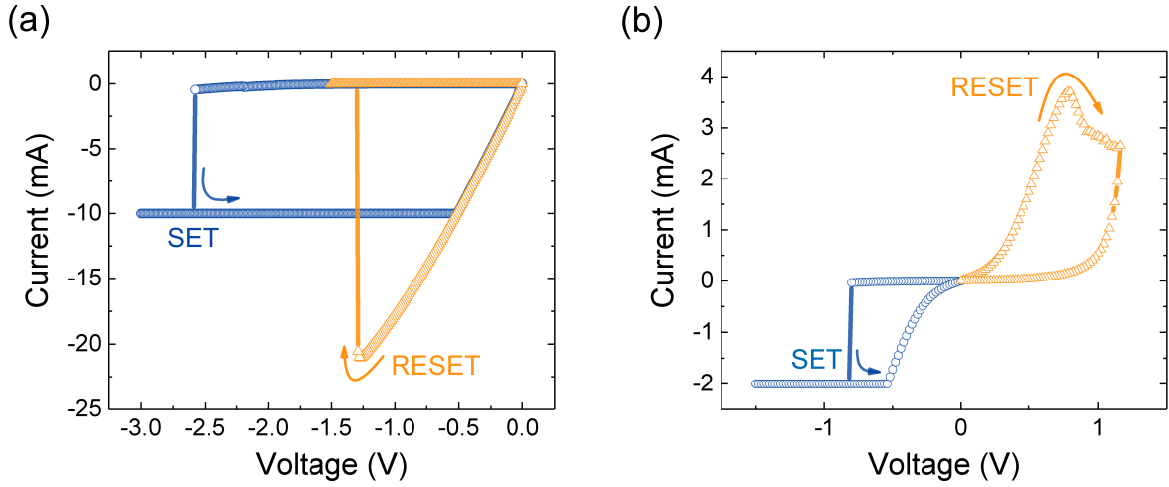 (a)
0
-5
-10
-15
-20
-25
Current (mA)
SET
RESET
-3.0 -2.5 -2.0 -1.5 -1.0 -0.5 0.0
Voltage (V)
(b)
4
3
2
1
0
-1
-2
Current (mA)
RESET
SET
-1 0 1
Voltage (V)